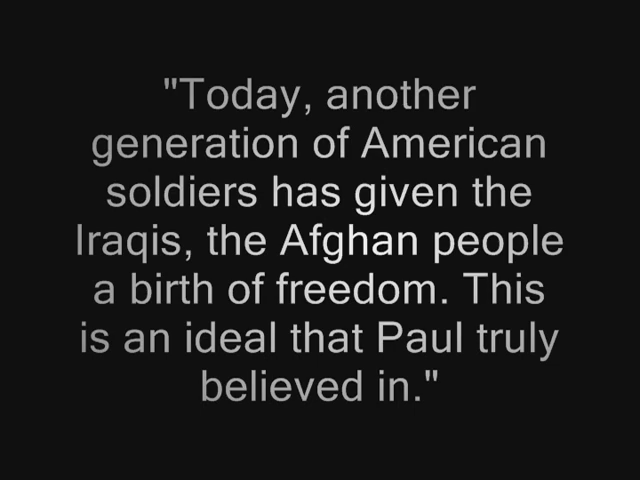 "Today, another
generation of American
soldiers has given the
Iraqis, the Afghan people
a birth of freedom. This
is an ideal that Paul truly
believed in."